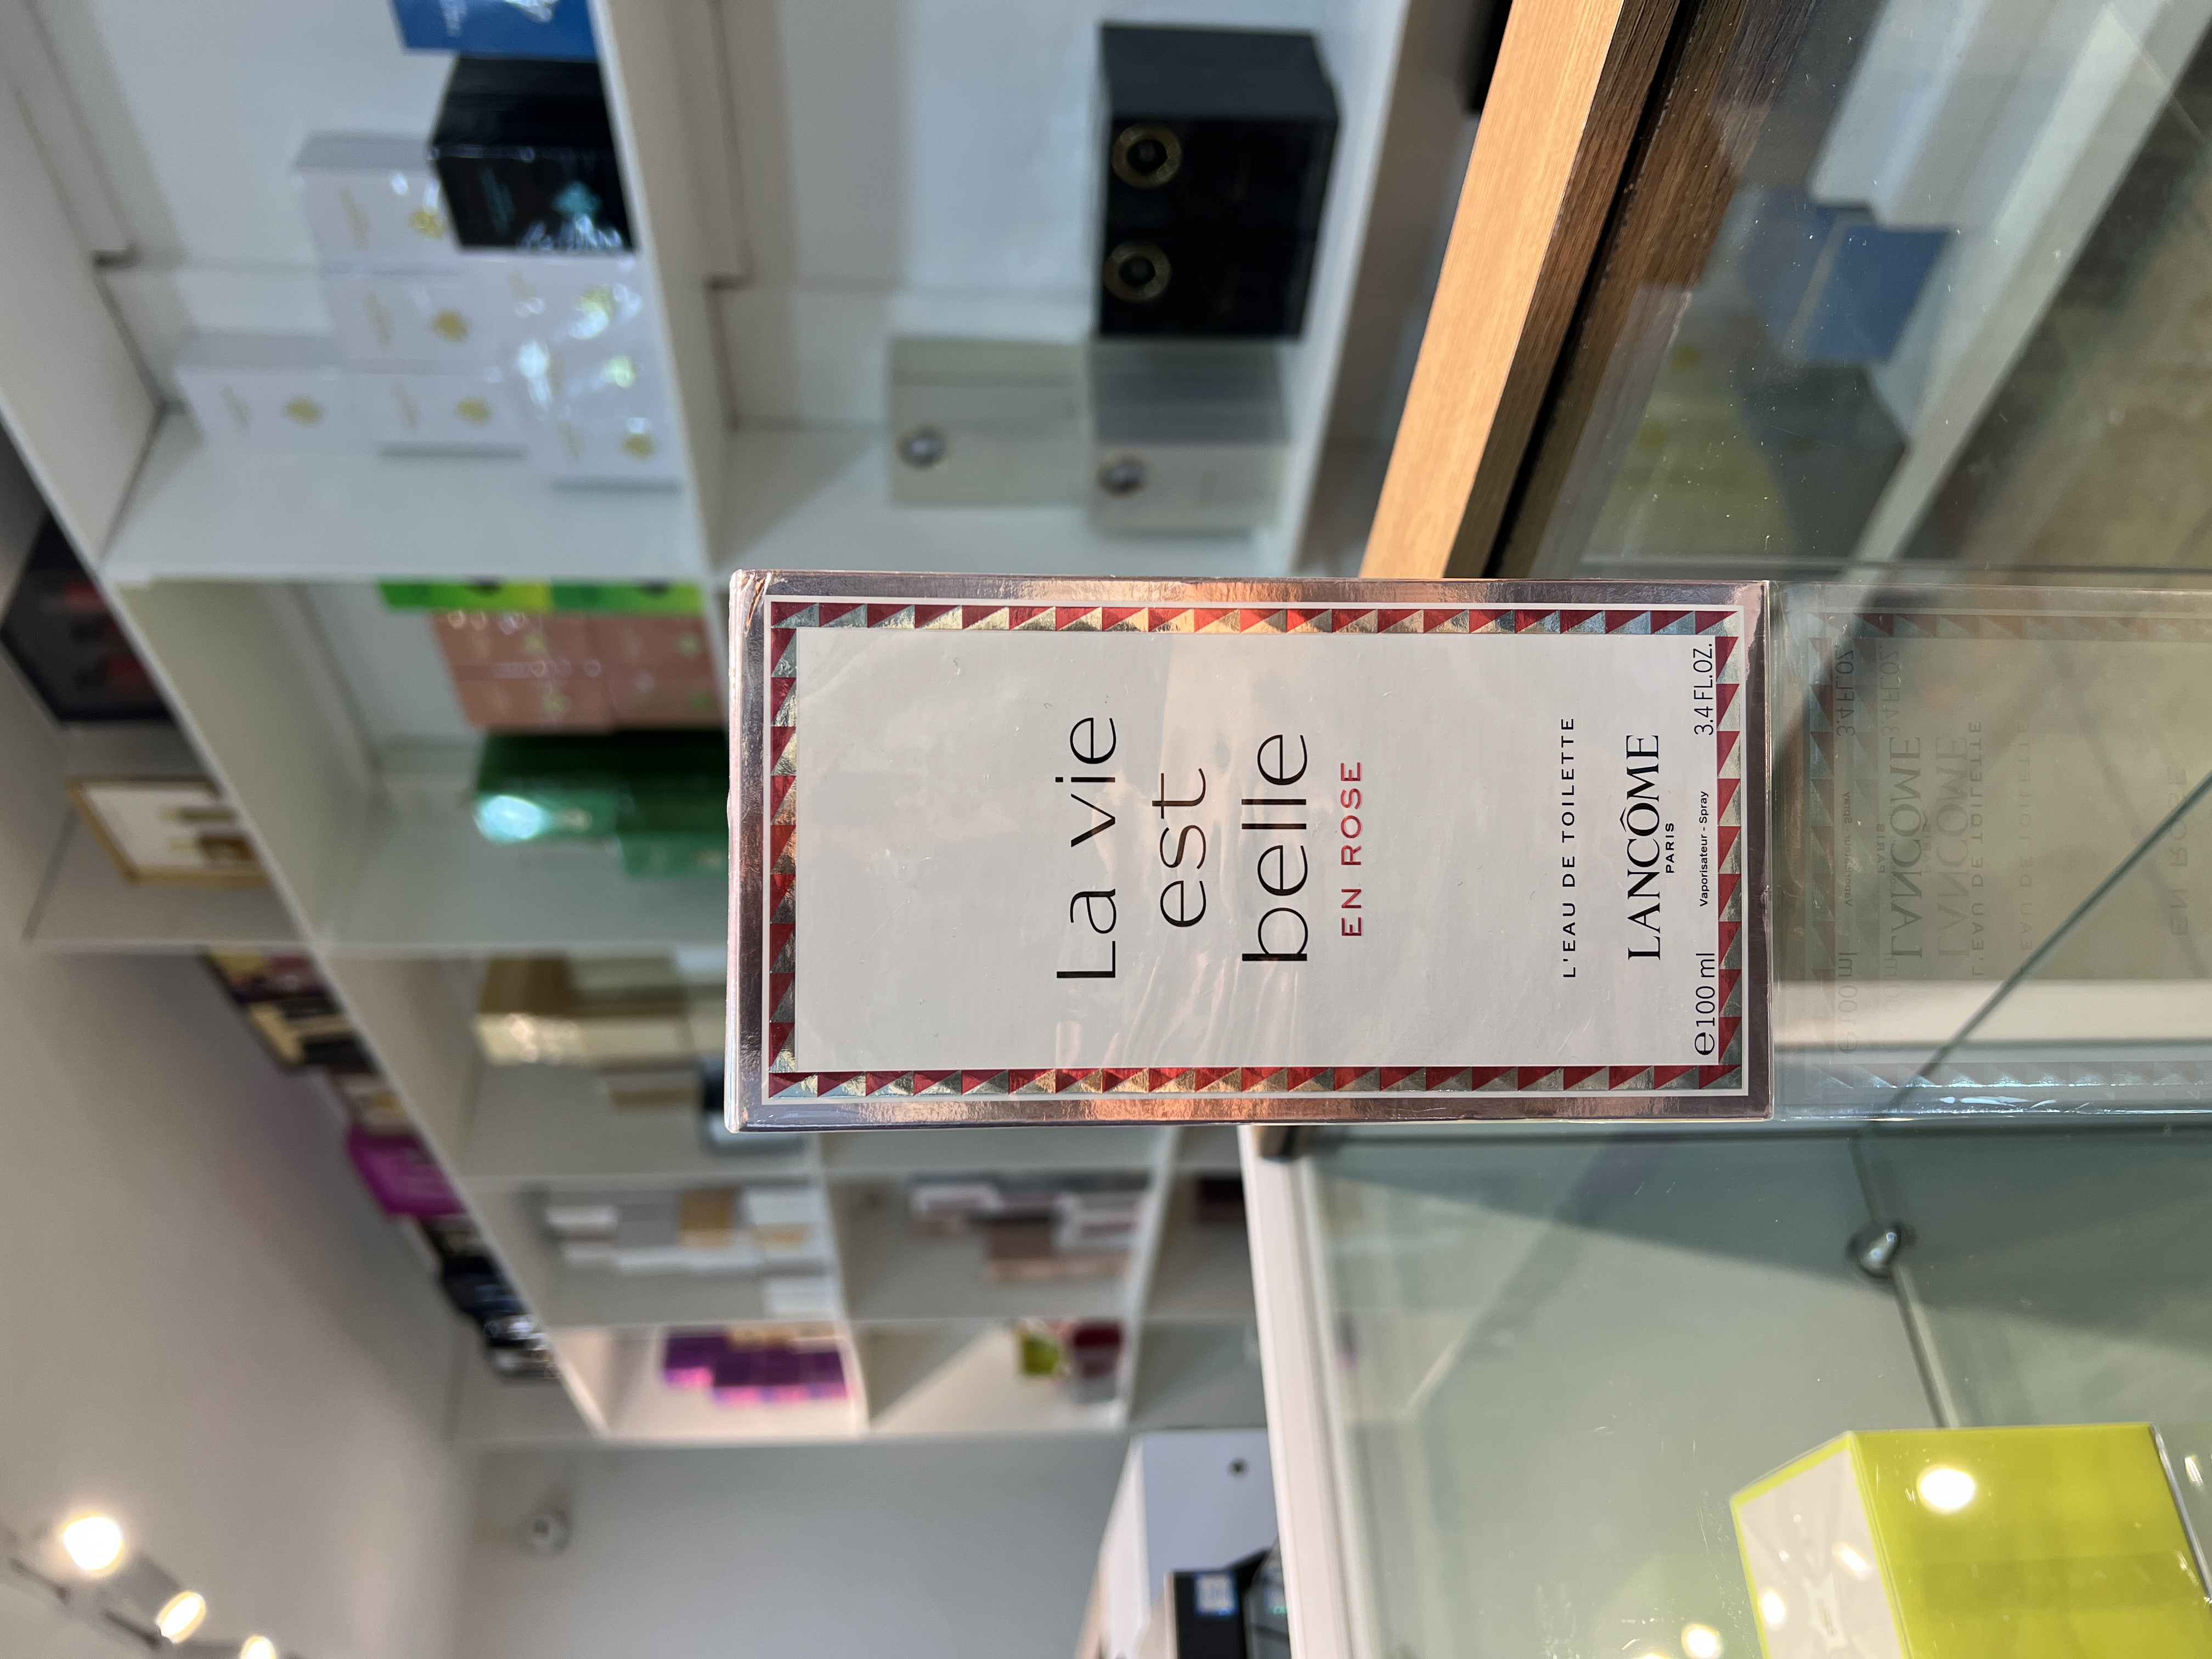 La vie
est
belle
EN ROSE
L'EAU DE TOILETTE
LANCÔME
PARIS
e 100 ml Vaporisateur - Spray 3.4 FL.OZ.